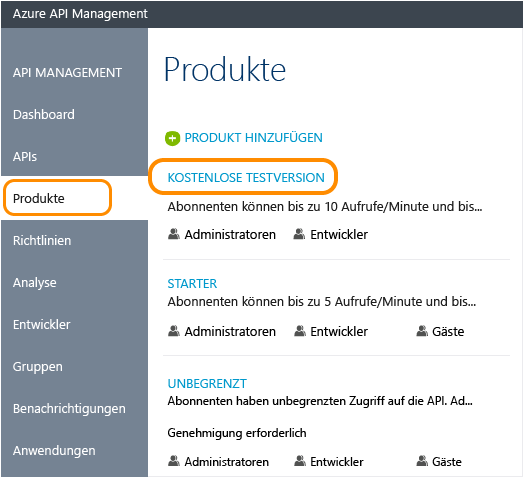 Azure API Management
API MANAGEMENT
Dashboard
APIs
Produkte
Richtlinien
Analyse
Entwickler
Gruppen
Benachrichtigungen
Anwendungen
Produkte
PRODUKT HINZUFÜGEN
KOSTENLOSE TESTVERSION
Abonnenten können bis zu 10 Aufrufe/Minute und bis...
Administratoren Entwickler
STARTER
Abonnenten können bis zu 5 Aufrufe/Minute und bis...
Administratoren Entwickler Gäste
UNBEGRENZT
Abonnenten haben unbegrenzten Zugriff auf die API. Ad...
Genehmigung erforderlich
Administratoren Entwickler Gäste